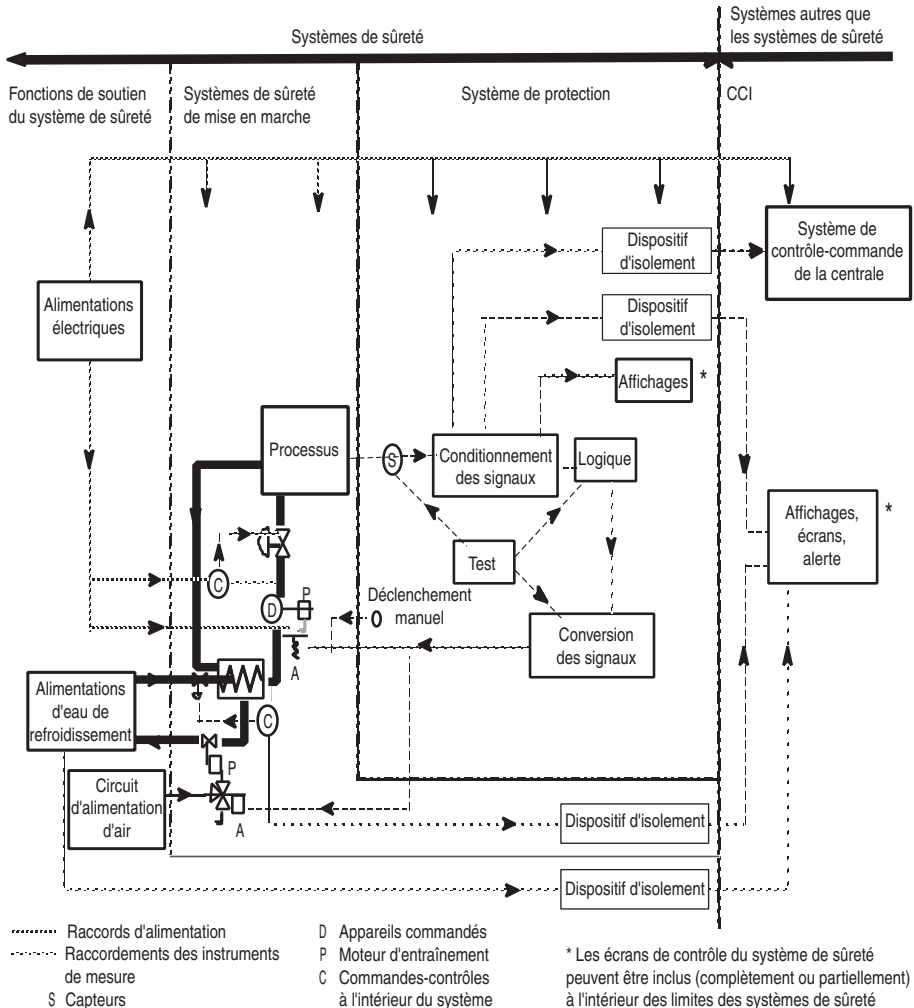 Systèmes de sûreté
Systèmes autres que
les systèmes de sûreté
Fonctions de soutien
du système de sûreté
Systèmes de sûreté
de mise en marche
Système de protection
CCI
Alimentations
électriques
Dispositif
d'isolement
Système de
contrôle-commande
de la centrale
Dispositif
d'isolement
Affichages *
Processus
S
Conditionnement
des signaux
Logique
Affichages,
écrans,
alerte
*
Test
C
D
P
Déclenchement
manuel
A
Conversion
des signaux
Alimentations
d'eau de
refroidissement
C
P
Circuit
d'alimentation
d'air
A
Dispositif d'isolement
Dispositif d'isolement
Raccords d'alimentation
Raccordements des instruments
de mesure
S Capteurs
D Appareils commandés
P Moteur d'entraînement
C Commandes-contrôles
à l'intérieur du système
* Les écrans de contrôle du système de sûreté
peuvent être inclus (complètement ou partiellement)
à l'intérieur des limites des systèmes de sûreté